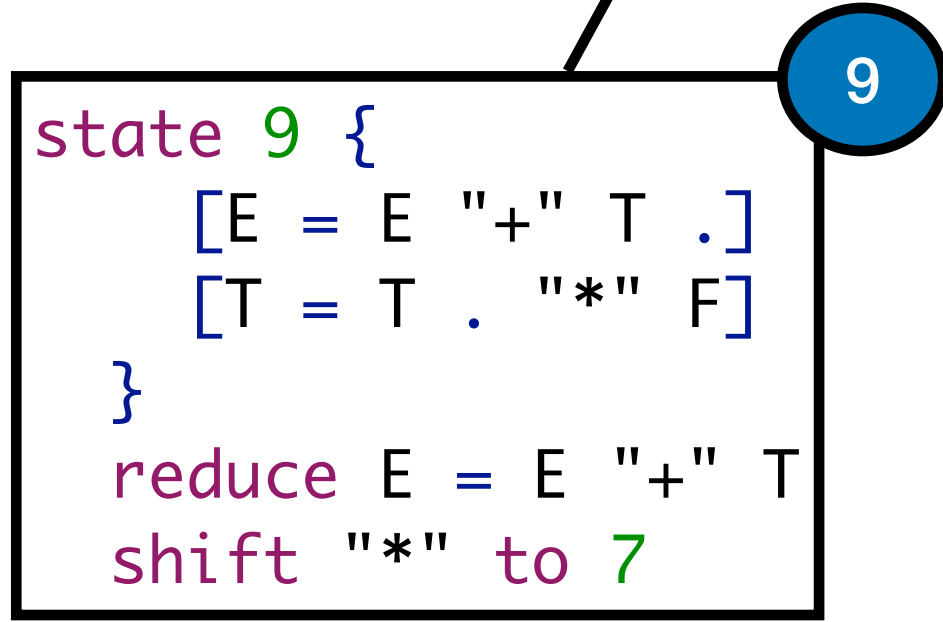 9
state 9 {
[E = E "+" T .]
[T = T . "*" F]
}
reduce E = E "+" T
shift "*" to 7